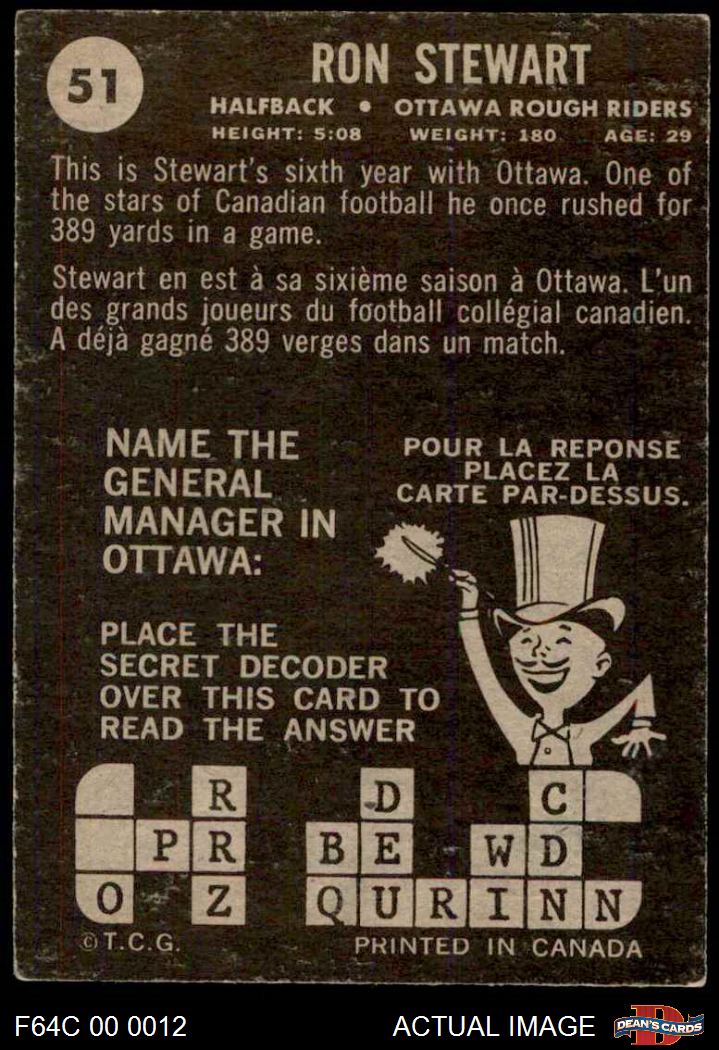 51
RON STEWART
HALFBACK • OTTAWA ROUGH RIDERS
HEIGHT: 5:08 WEIGHT: 180 AGE: 29
This is Stewart's sixth year with Ottawa. One of
the stars of Canadian football he once rushed for
389 yards in a game.
Stewart en est à sa sixième saison à Ottawa. L'un
des grands joueurs du football collégial canadien.
A déjà gagné 389 verges dans un match.
NAME THE
GENERAL
MANAGER IN
OTTAWA:
POUR LA REPONSE
PLACEZ LA
CARTE PAR-DESSUS.
PLACE THE
SECRET DECODER
OVER THIS CARD TO
READ THE ANSWER
R D C
P R B E W D
O Z Q U R I N N
© T.C.G. PRINTED IN CANADA
F64C 00 0012 ACTUAL IMAGE D DEAN'S CARDS